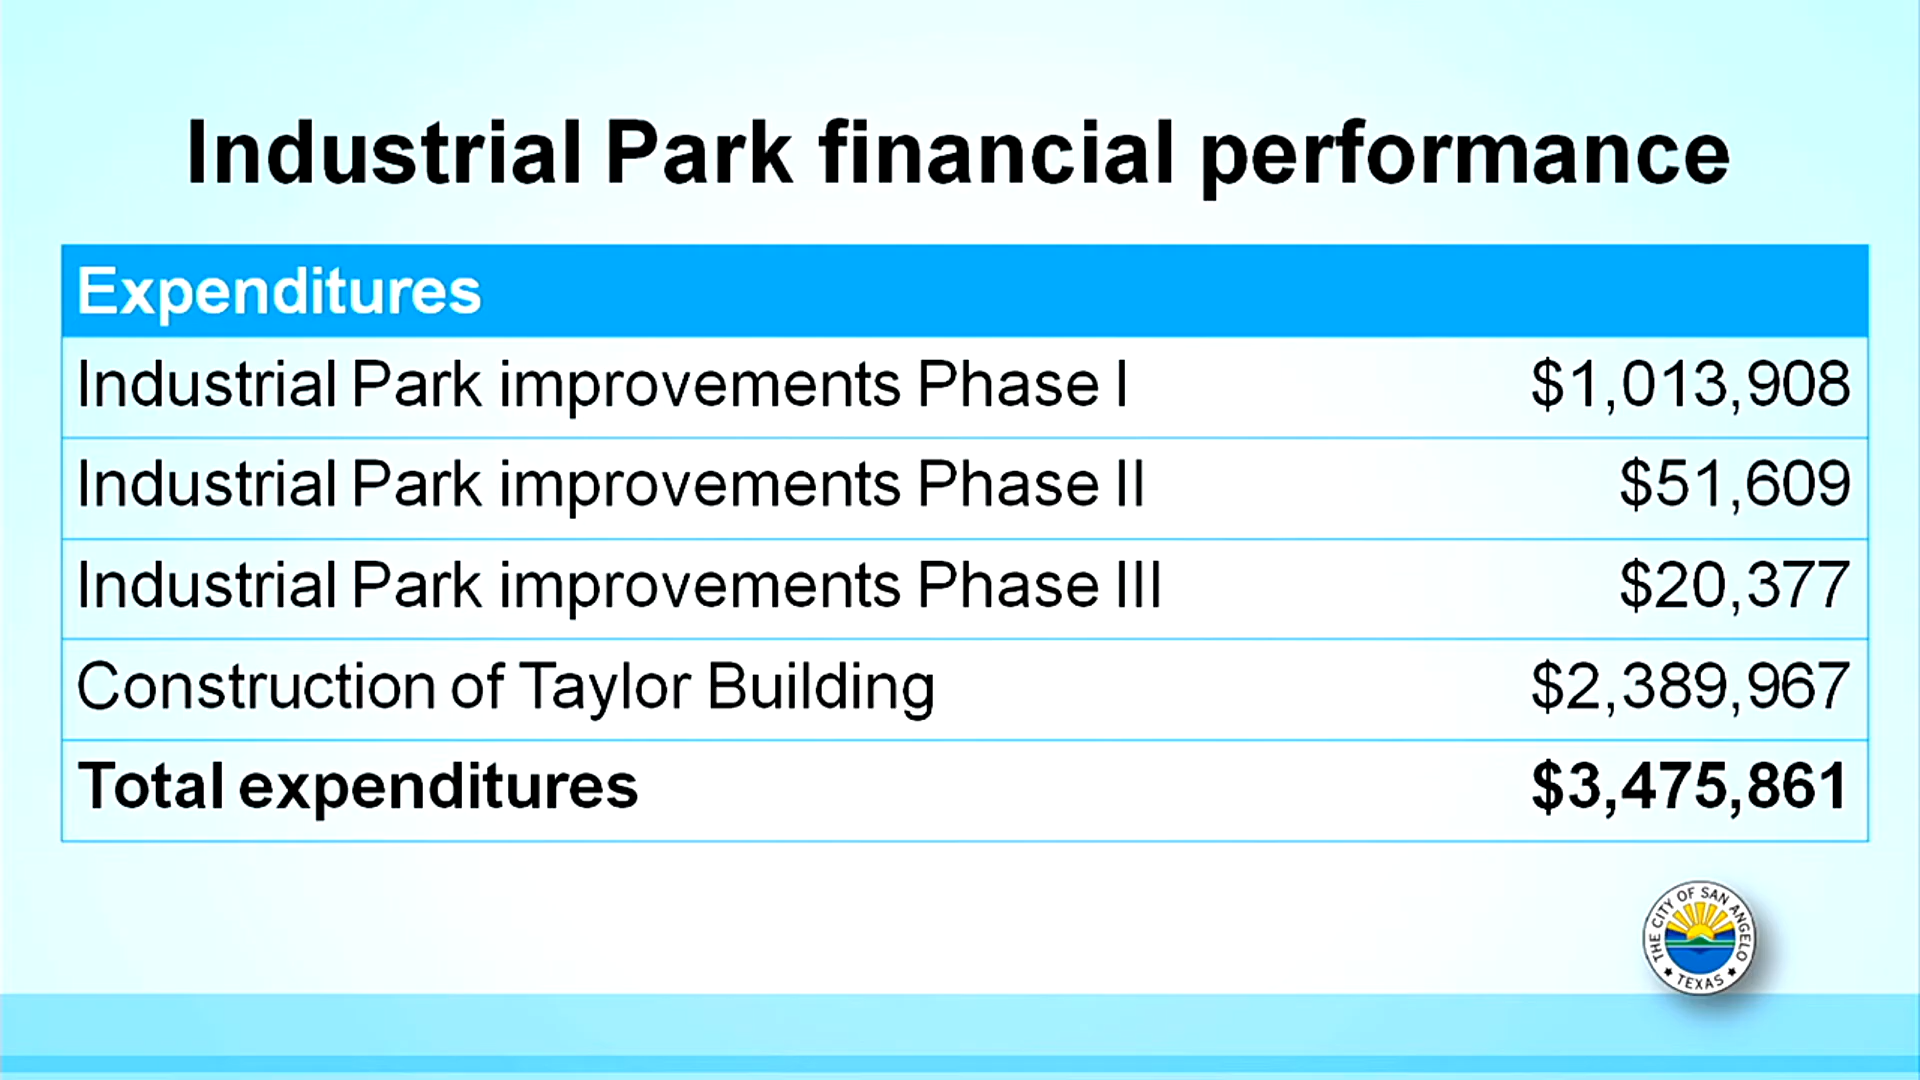 Industrial Park financial performance
Expenditures
Industrial Park improvements Phase I $1,013,908
Industrial Park improvements Phase II $51,609
Industrial Park improvements Phase III $20,377
Construction of Taylor Building $2,389,967
Total expenditures $3,475,861
THE CITY OF SAN ANGELO
TEXAS